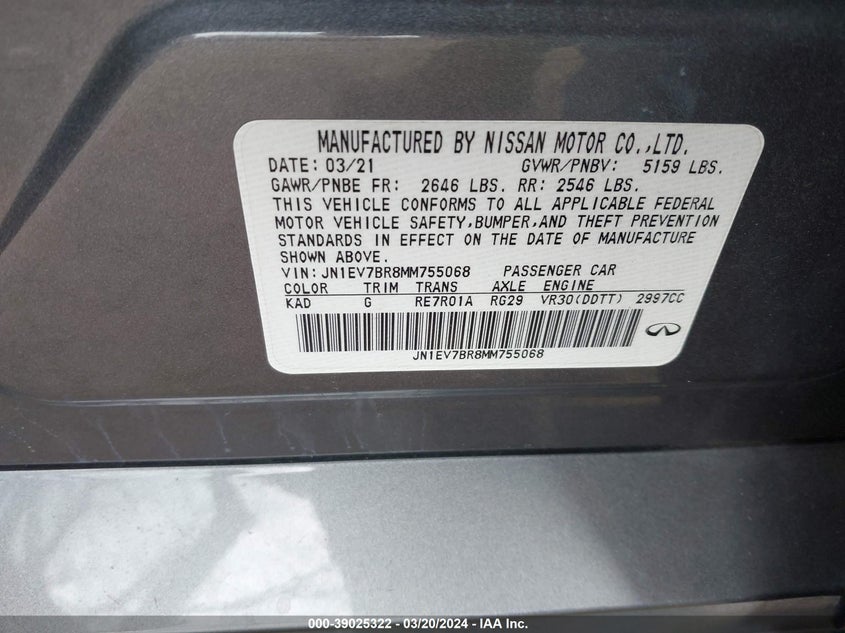 MANUFACTURED BY NISSAN MOTOR CO.,LTD.
DATE: 03/21 GVWR/PNBV: 5159 LBS.
GAWR/PNBE FR: 2646 LBS. RR: 2546 LBS.
THIS VEHICLE CONFORMS TO ALL APPLICABLE FEDERAL
MOTOR VEHICLE SAFETY,BUMPER,AND THEFT PREVENTION
STANDARDS IN EFFECT ON THE DATE OF MANUFACTURE
SHOWN ABOVE.
VIN: JN1EV7BR8MM755068 PASSENGER CAR
COLOR TRIM TRANS AXLE ENGINE
KAD G RE7R01A RG29 VR30(DDTT) 2997CC
JN1EV7BR8MM755068
000-39025322 - 03/20/2024 - IAA Inc.